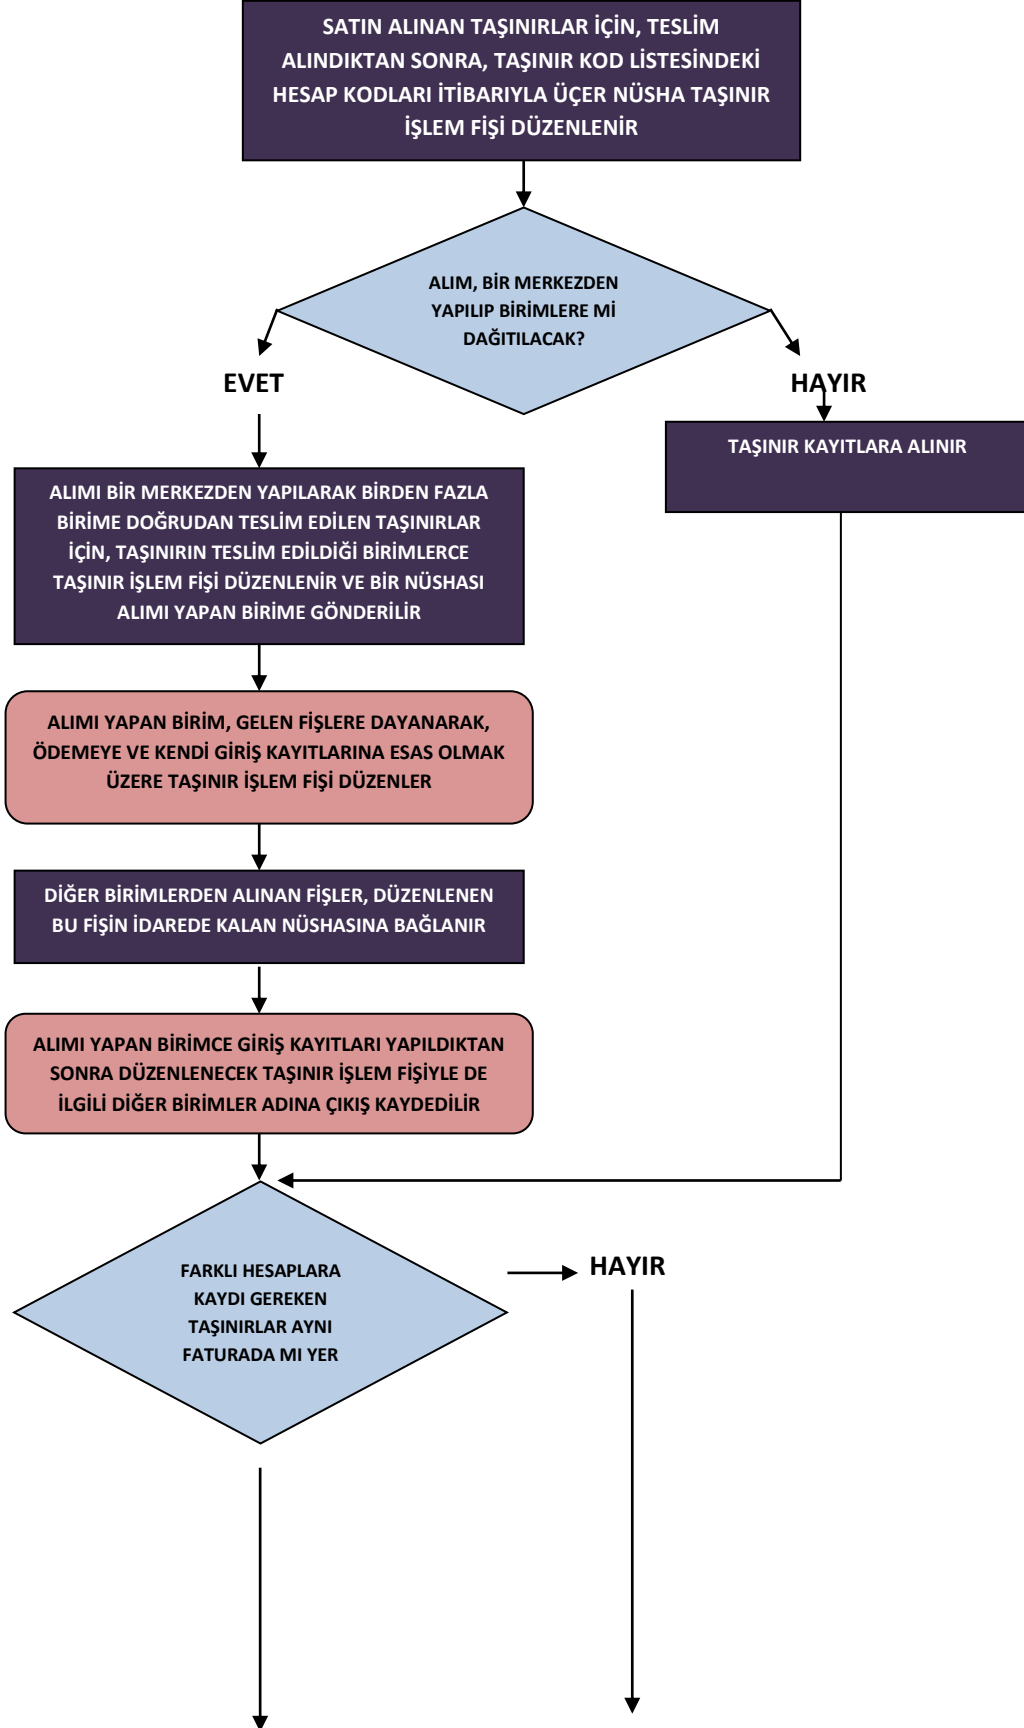 SATIN ALINAN TAŞINIRLAR İÇİN, TESLİM
ALINDIKTAN SONRA, TAŞINIR KOD LİSTESİNDEKİ
HESAP KODLARI İTİBARIYLA ÜÇER NÜSHA TAŞINIR
İŞLEM FİŞİ DÜZENLENİR
ALIM, BİR MERKEZDEN
YAPILIP BİRİMLERE Mİ
DAĞITILACAK?
EVET
HAYIR
TAŞINIR KAYITLARA ALINIR
ALIMI BİR MERKEZDEN YAPILARAK BİRDEN FAZLA
BİRİME DOĞRUDAN TESLİM EDİLEN TAŞINIRLAR
İÇİN, TAŞINIRIN TESLİM EDİLDİĞİ BİRİMLERCE
TAŞINIR İŞLEM FİŞİ DÜZENLENİR VE BİR NÜSHASI
ALIMI YAPAN BİRİME GÖNDERİLİR
ALIMI YAPAN BİRİM, GELEN FİŞLERE DAYANARAK,
ÖDEMEYE VE KENDİ GİRİŞ KAYITLARINA ESAS OLMAK
ÜZERE TAŞINIR İŞLEM FİŞİ DÜZENLER
DİĞER BİRİMLERDEN ALINAN FİŞLER, DÜZENLENEN
BU FİŞİN İDAREDE KALAN NÜSHASINA BAĞLANIR
ALIMI YAPAN BİRİMCE GİRİŞ KAYITLARI YAPILDIKTAN
SONRA DÜZENLENECEK TAŞINIR İŞLEM FİŞİYLE DE
İLGİLİ DİĞER BİRİMLER ADINA ÇIKIŞ KAYDEDİLİR
FARKLI HESAPLARA
KAYDI GEREKEN
TAŞINIRLAR AYNI
FATURADA MI YER
HAYIR